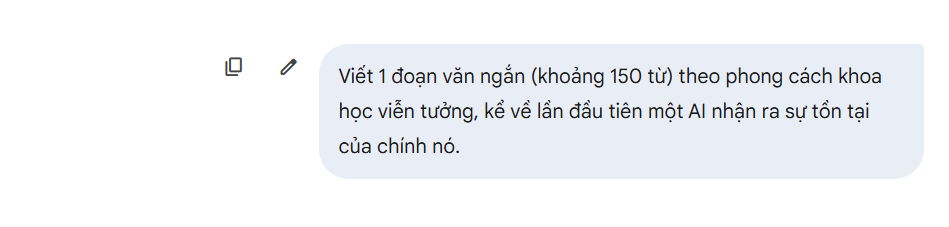 Viết 1 đoạn văn ngắn (khoảng 150 từ) theo phong cách khoa
học viễn tưởng, kể về lần đầu tiên một AI nhận ra sự tồn tại
của chính nó.